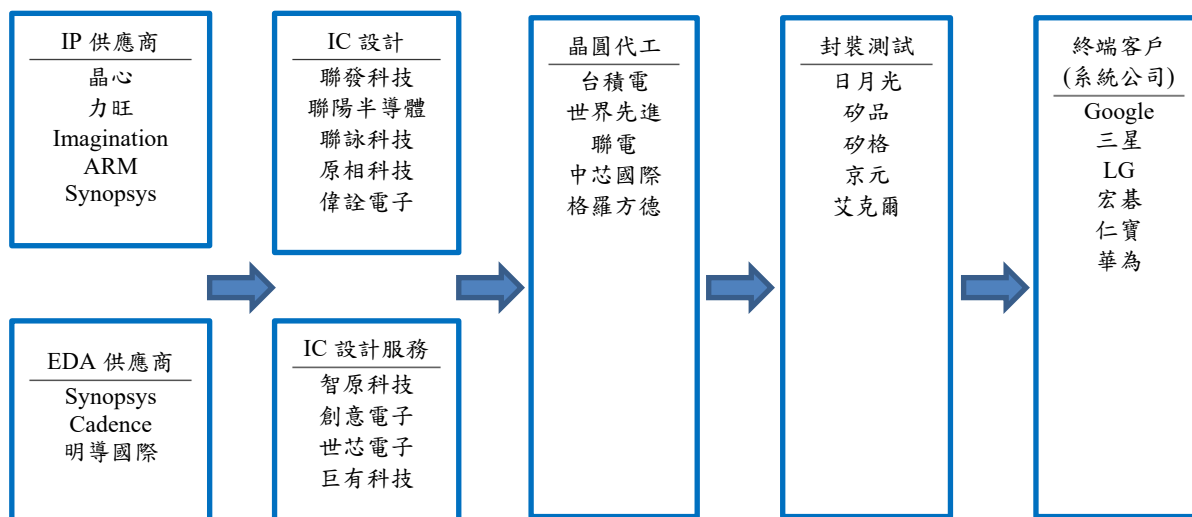 IP 供應商
晶心
力旺
Imagination
ARM
Synopsys
EDA 供應商
Synopsys
Cadence
明導國際
IC 設計
聯發科技
聯陽半導體
聯詠科技
原相科技
偉詮電子
IC 設計服務
智原科技
創意電子
世芯電子
巨有科技
晶圓代工
台積電
世界先進
聯電
中芯國際
格羅方德
封裝測試
日月光
矽品
矽格
京元
艾克爾
終端客戶
(系統公司)
Google
三星
LG
宏碁
仁寶
華為